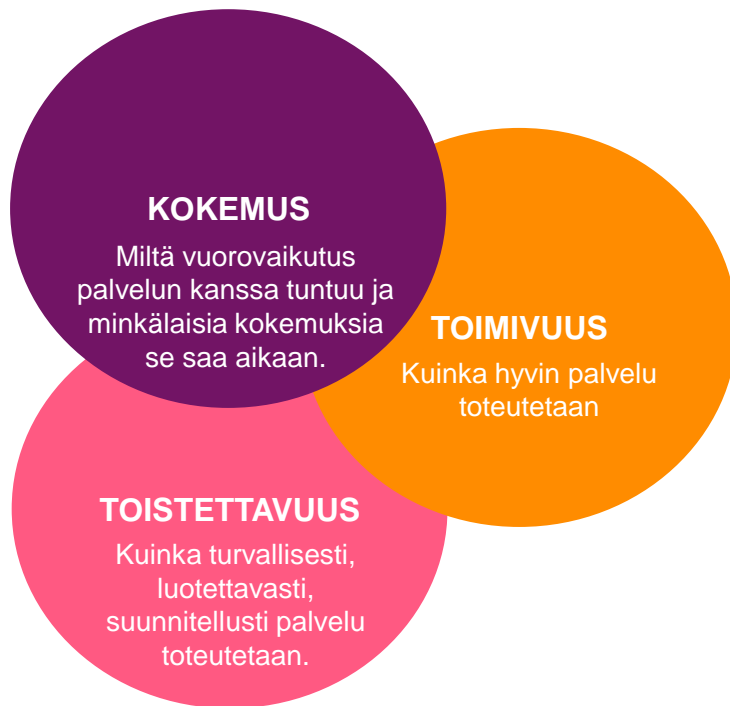 KOKEMUS
Miltä vuorovaikutus
palvelun kanssa tuntuu ja
minkälaisia kokemuksia
se saa aikaan.
TOIMIVUUS
Kuinka hyvin palvelu
toteutetaan
TOISTETTAVUUS
Kuinka turvallisesti,
luotettavasti,
suunnitellusti palvelu
toteutetaan.